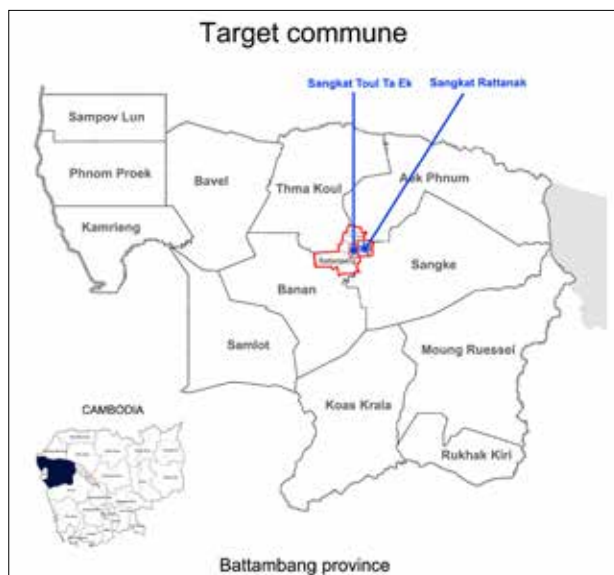 Target commune
Sangkat Toul Ta Ek
Sangkat Rattanak
Sampov Lun
Phnom Proek
Bavel
Thma Koul
Aek Phnum
Kamrieng
Sangke
Banan
Samlot
Moung Ruessei
Koas Krala
Rukhak Kiri
CAMBODIA
Battambang province